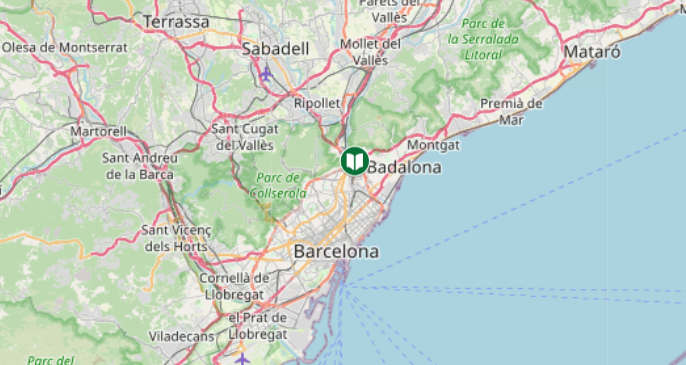 Parets del
Vallès
Terrassa
Parc de
la Serralada
Litoral
Olesa de Montserrat
Sabadell
Mollet del
Vallès
Mataró
Ripollet
Premià de
Mar
Martorell
Sant Cugat
del Vallès
Montgat
Sant Andreu
de la Barca
Badalona
Parc de
Collserola
Sant Vicenç
dels Horts
Barcelona
Cornellà de
Llobregat
el Prat de
Llobregat
Viladecans
Parc del